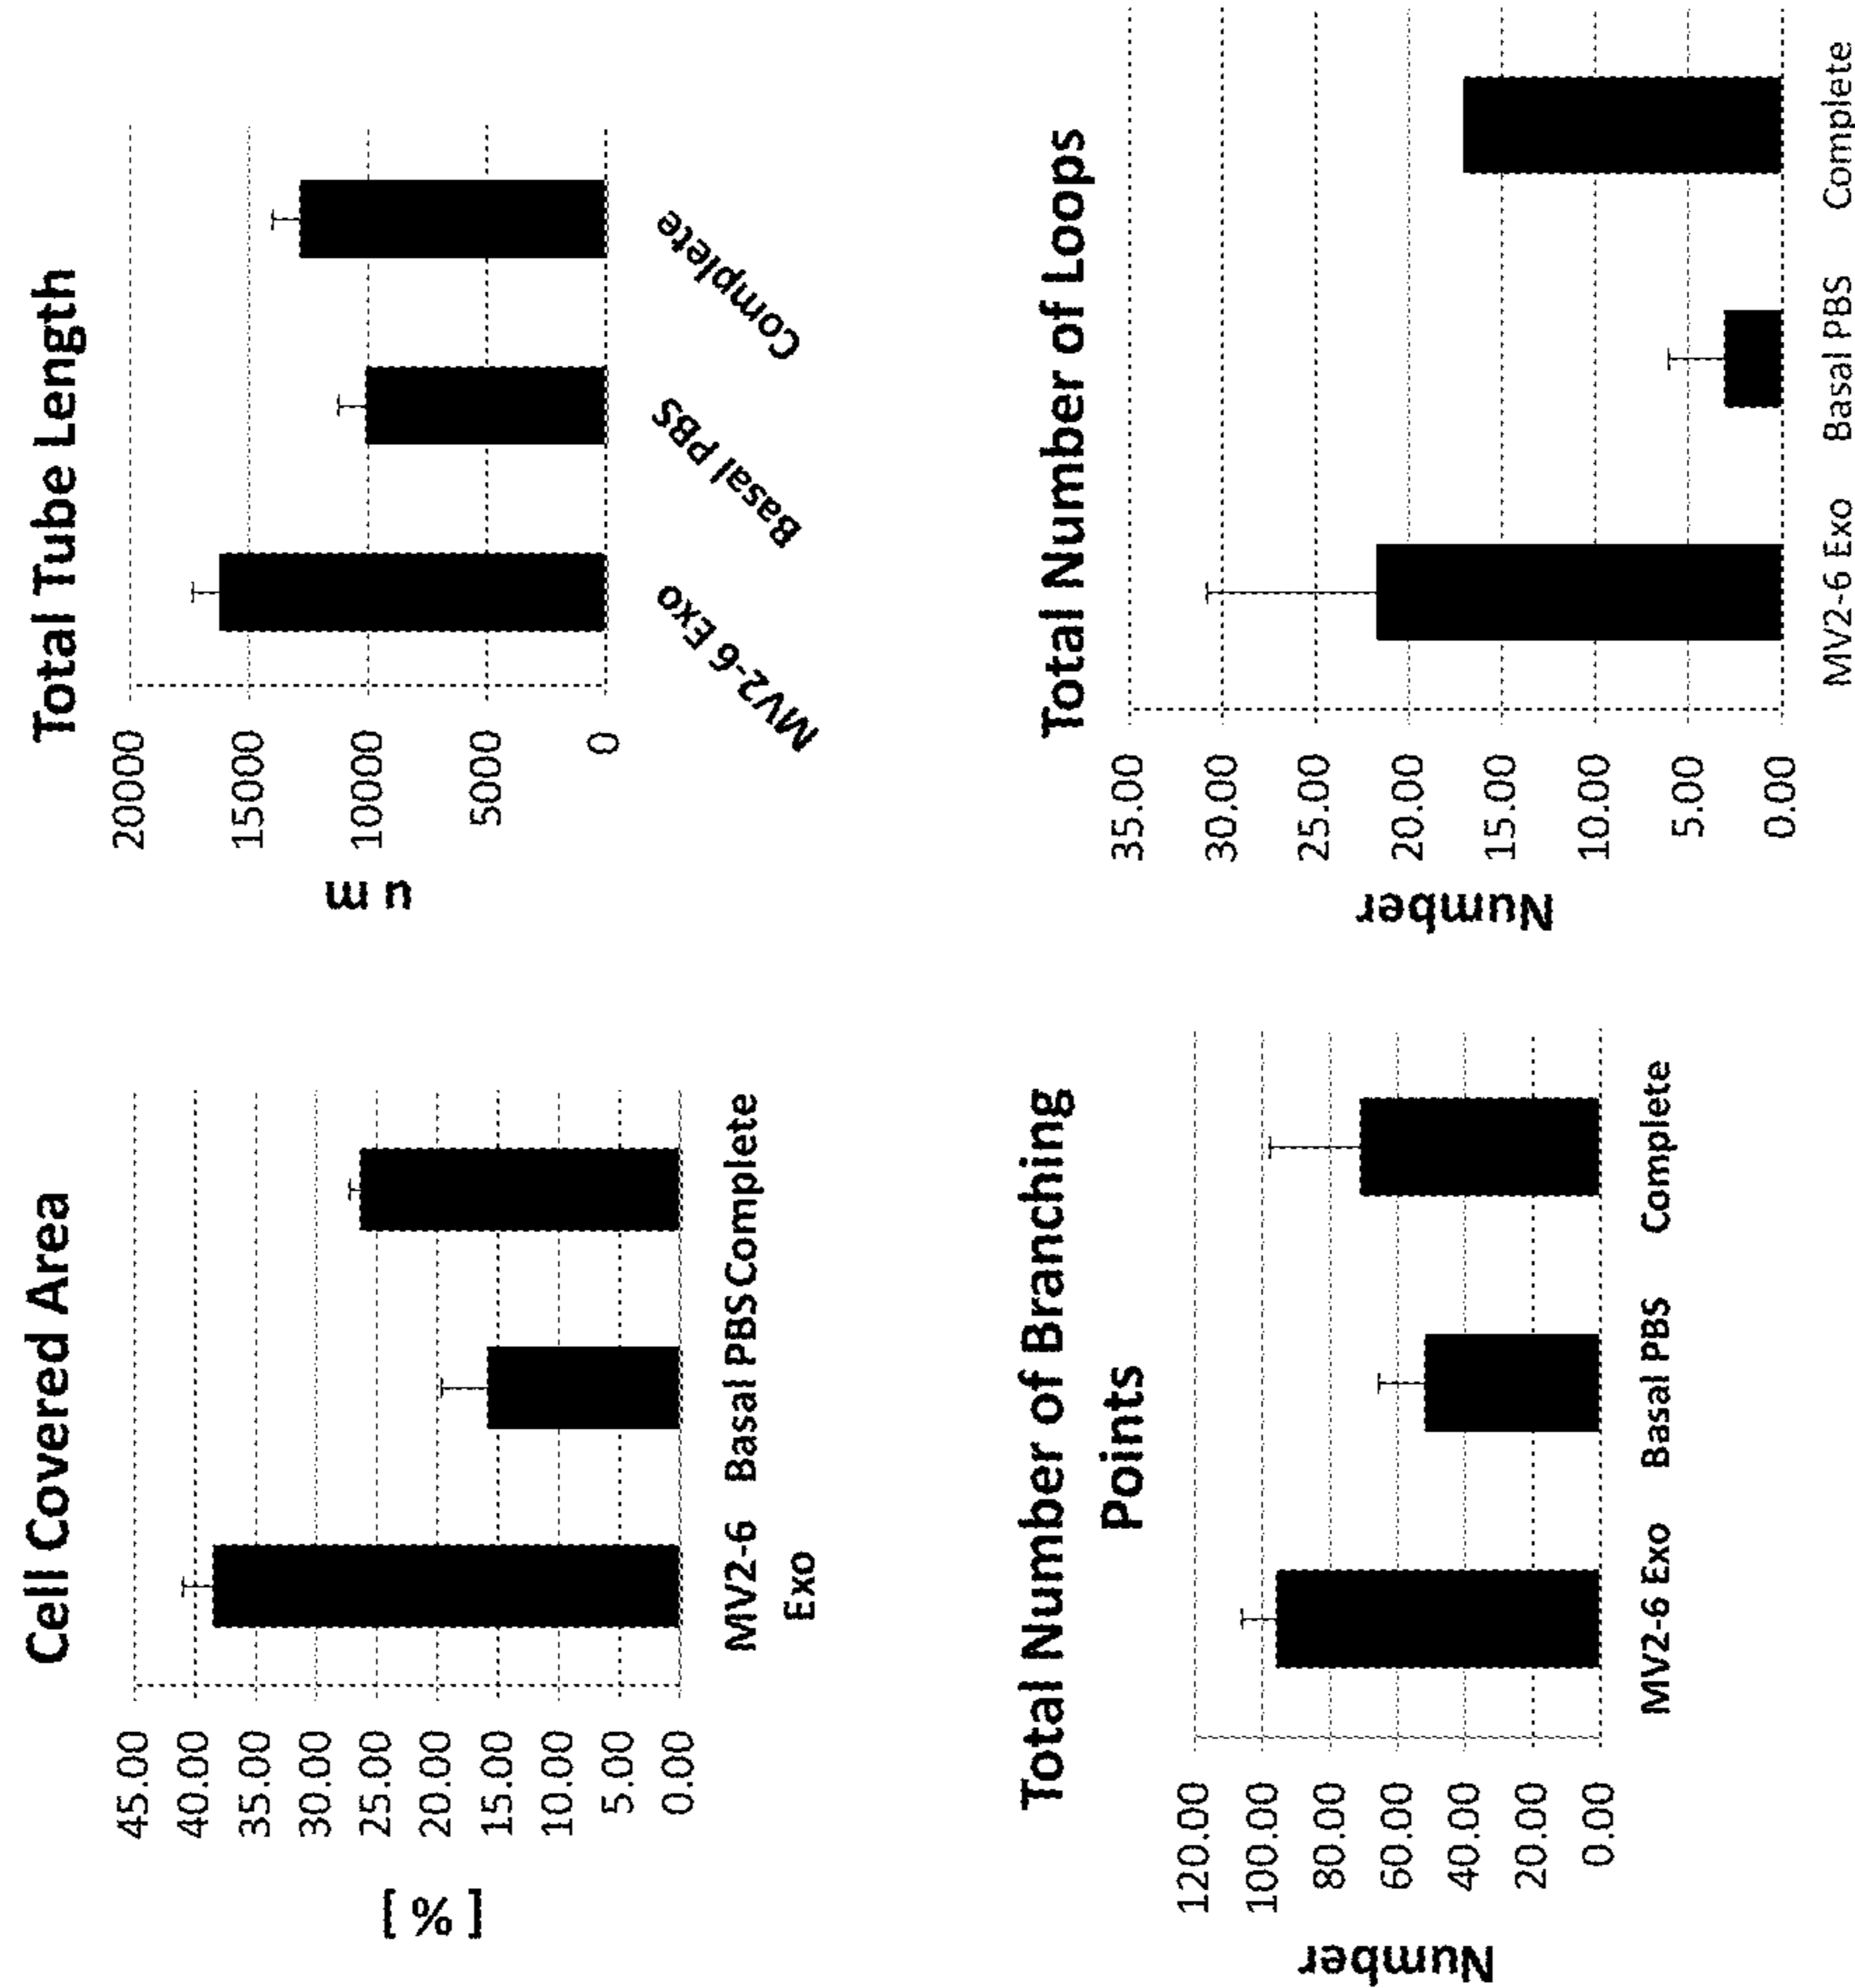 Cell Covered Area
[ % ]
45.00
40.00
35.00
30.00
25.00
20.00
15.00
10.00
5.00
0.00
MV2-6 Basal PBS Complete
Exo
Total Tube Length
u m
20000
15000
10000
5000
0
MV2-6 Exo
Basal PBS
Complete
Total Number of Branching
Points
Number
120.00
100.00
80.00
60.00
40.00
20.00
0.00
MV2-6 Exo Basal PBS Complete
Total Number of Loops
Number
35.00
30.00
25.00
20.00
15.00
10.00
5.00
0.00
MV2-6 Exo Basal PBS Complete